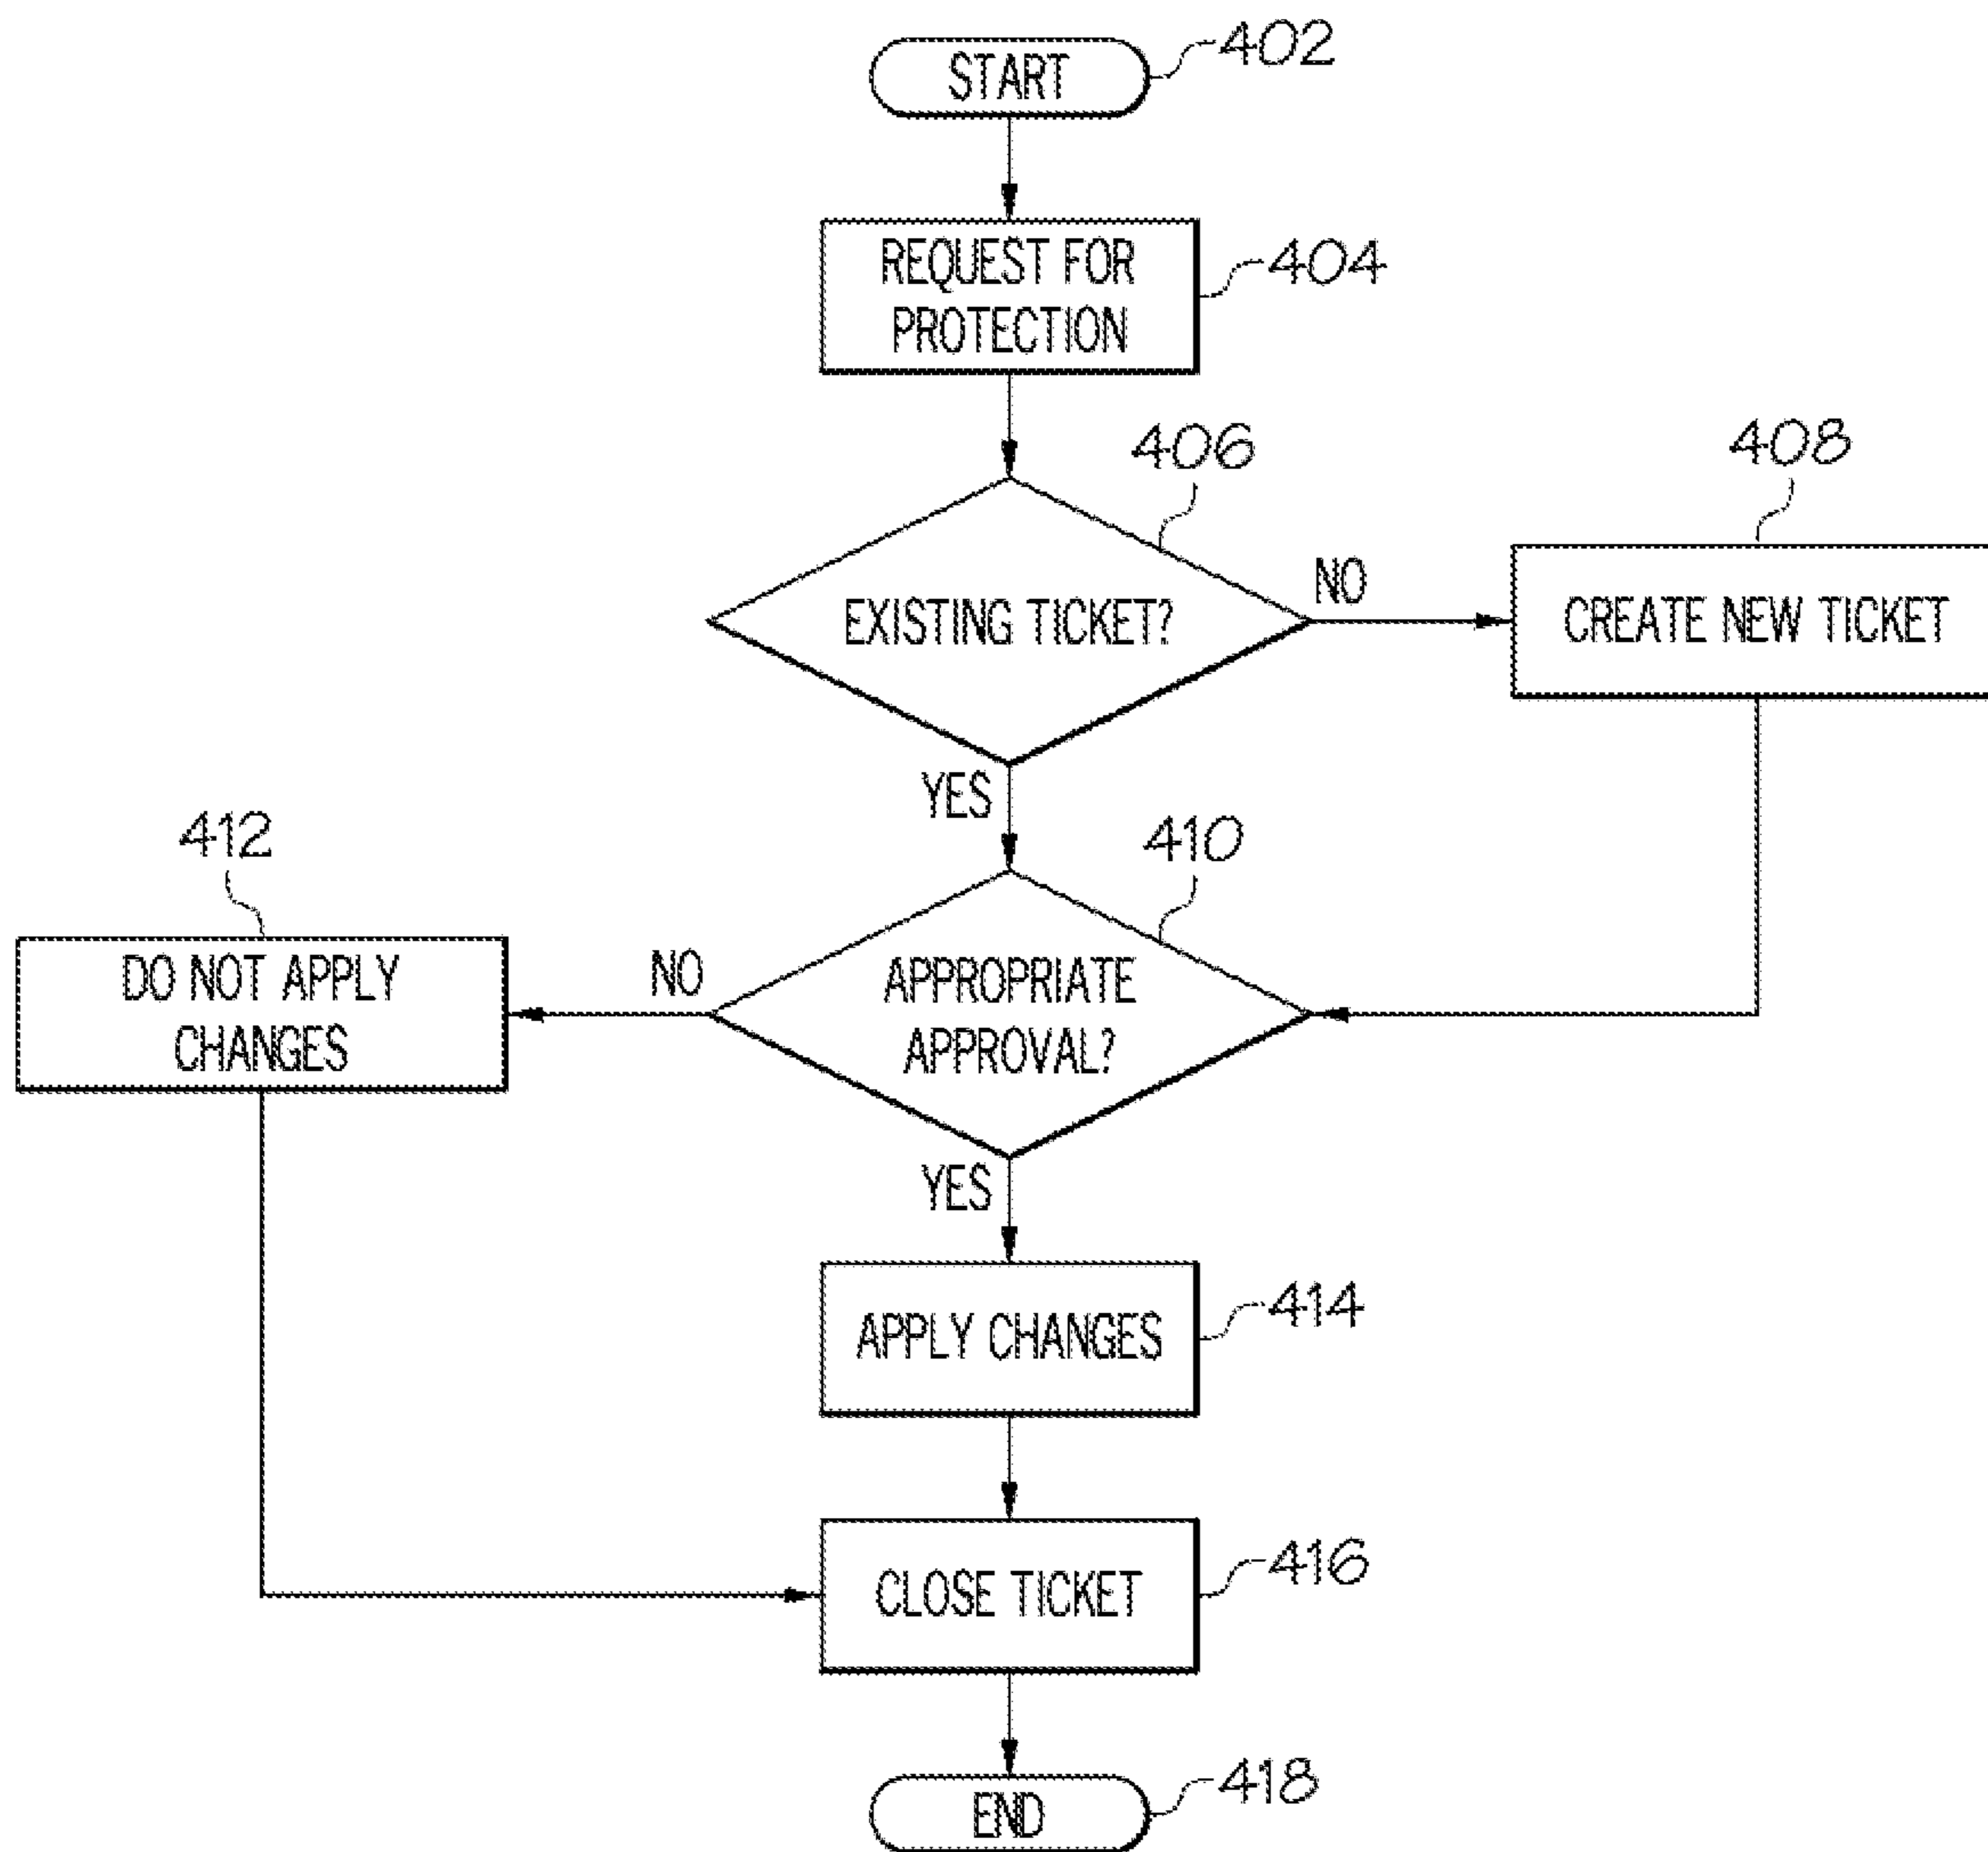 START
402
REQUEST FOR
PROTECTION
404
406
408
EXISTING TICKET?
NO
CREATE NEW TICKET
YES
412
410
DO NOT APPLY
CHANGES
NO
APPROPRIATE
APPROVAL?
YES
APPLY CHANGES
414
CLOSE TICKET
416
END
418